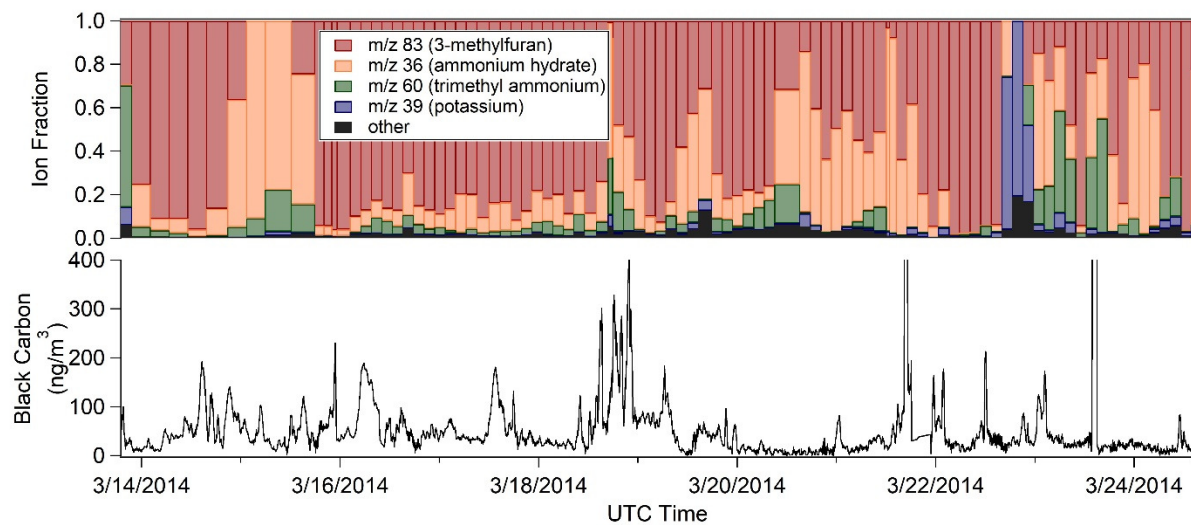 1.0
0.8
0.6
0.4
0.2
0.0
Ion Fraction
m/z 83 (3-methylfuran)
m/z 36 (ammonium hydrate)
m/z 60 (trimethyl ammonium)
m/z 39 (potassium)
other
400
300
200
100
0
Black Carbon
(ng/m³)
3/14/2014
3/16/2014
3/18/2014
3/20/2014
3/22/2014
3/24/2014
UTC Time